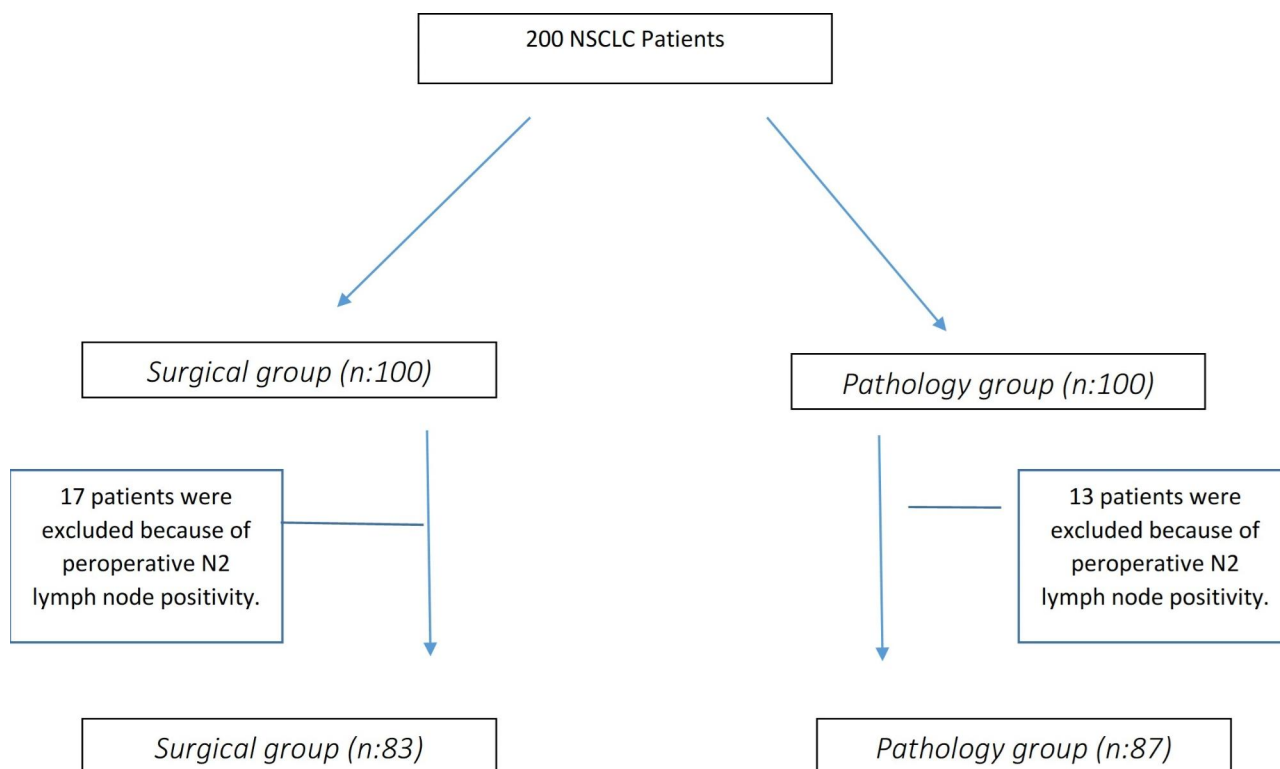 200 NSCLC Patients
Surgical group (n:100)
Pathology group (n:100)
17 patients were
excluded because of
peroperative N2
lymph node positivity.
13 patients were
excluded because of
peroperative N2
lymph node positivity.
Surgical group (n:83)
Pathology group (n:87)